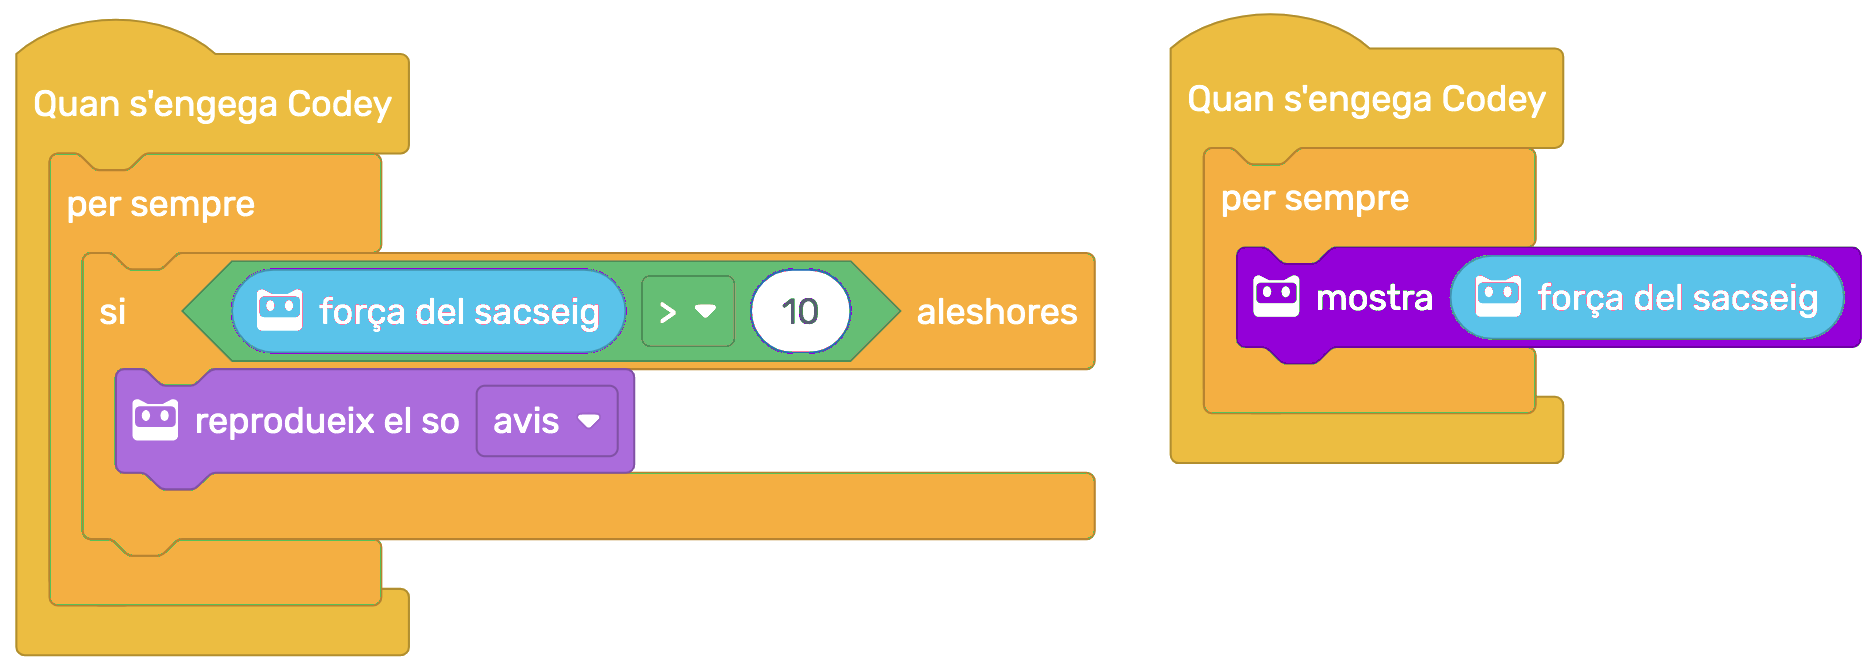 Quan s'engega Codey
per sempre
si força del sacseig > 10 aleshores
reprodueix el so avis
Quan s'engega Codey
per sempre
mostra força del sacseig